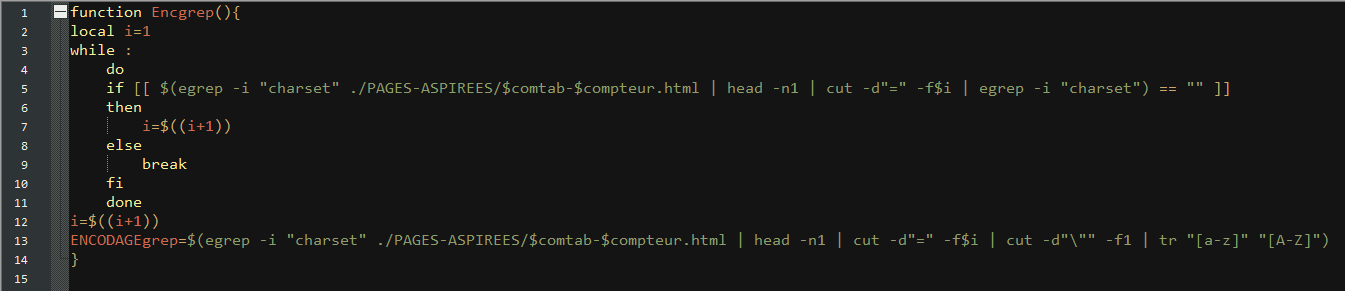 1 function Encgrep(){
2 local i=1
3 while :
4     do
5     if [[ $(egrep -i "charset" ./PAGES-ASPIREES/$comtab-$compteur.html | head -n1 | cut -d"=" -f$i | egrep -i "charset") == "" ]]
6     then
7         i=$((i+1))
8     else
9         break
10     fi
11     done
12 i=$((i+1))
13 ENCODAGEgrep=$(egrep -i "charset" ./PAGES-ASPIREES/$comtab-$compteur.html | head -n1 | cut -d"=" -f$i | cut -d"\"" -f1 | tr "[a-z]" "[A-Z]")
14 }
15